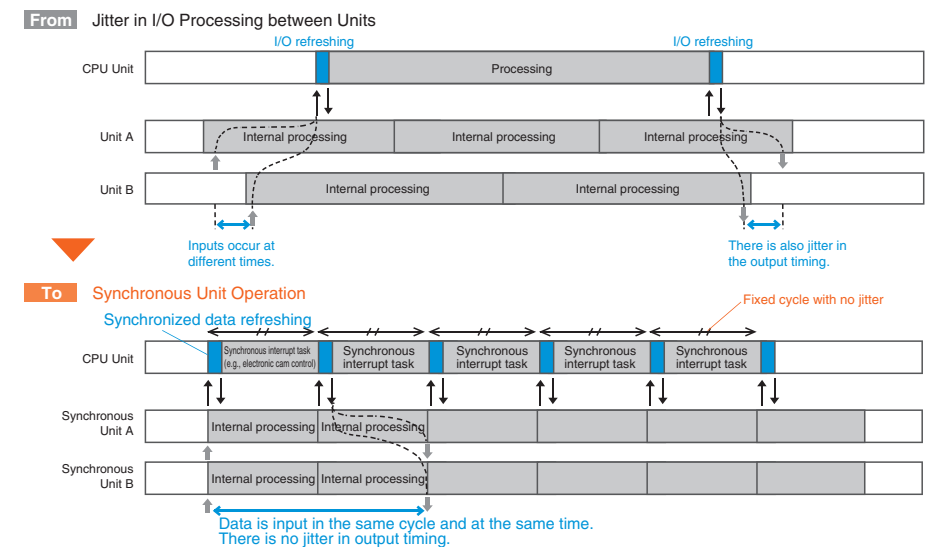 From Jitter in I/O Processing between Units
I/O refreshing I/O refreshing
CPU Unit Processing
Unit A Internal processing Internal processing Internal processing
Unit B Internal processing Internal processing
Inputs occur at
different times.
There is also jitter in
the output timing.
To Synchronous Unit Operation
Fixed cycle with no jitter
Synchronized data refreshing
CPU Unit
Synchronous interrupt task
(e.g., electronic cam control)
Synchronous
interrupt task
Synchronous
interrupt task
Synchronous
interrupt task
Synchronous
interrupt task
Synchronous
Unit A
Internal processing Internal processing
Synchronous
Unit B
Internal processing Internal processing
Data is input in the same cycle and at the same time.
There is no jitter in output timing.